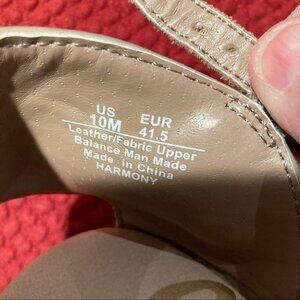 US EUR
10M 41.5
Leather/Fabric Upper
Balance Man Made
Made in China
HARMONY